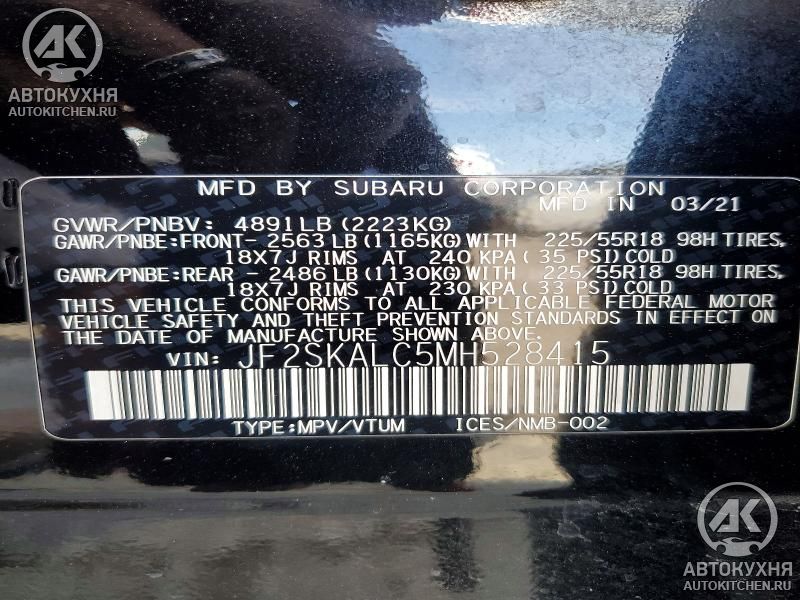 AK
АВТОКУХНЯ
AUTOKITCHEN.RU
MFD BY SUBARU CORPORATION
MFD IN 03/21
GVWR/PNBV: 4891LB (2223KG)
GAWR/PNBE:FRONT- 2563 LB (1165KG) WITH 225/55R18 98H TIRES,
18X7J RIMS AT 240 KPA ( 35 PSI) COLD
GAWR/PNBE:REAR - 2486 LB (1130KG) WITH 225/55R18 98H TIRES,
18X7J RIMS AT 230 KPA ( 33 PSI) COLD
THIS VEHICLE CONFORMS TO ALL APPLICABLE FEDERAL MOTOR
VEHICLE SAFETY AND THEFT PREVENTION STANDARDS IN EFFECT ON
THE DATE OF MANUFACTURE SHOWN ABOVE.
VIN: JF2SKALC5MH528415
TYPE:MPV/VTUM ICES/NMB-002
AK
АВТОКУХНЯ
AUTOKITCHEN.RU